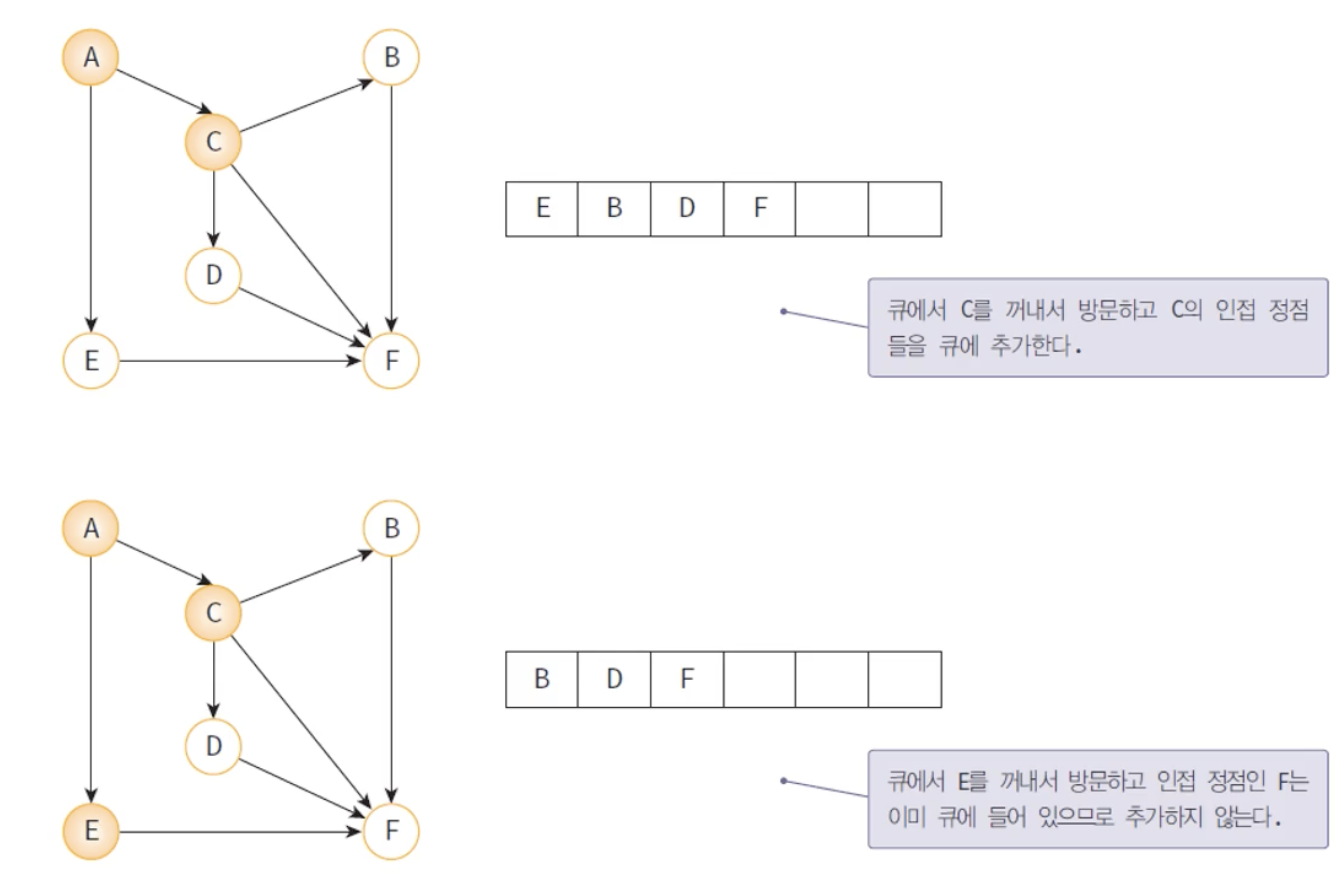 A
B
C
E B D F
D
큐에서 C를 꺼내서 방문하고 C의 인접 정점
들을 큐에 추가한다.
E
F
A
B
C
B D F
D
큐에서 E를 꺼내서 방문하고 인접 정점인 F는
이미 큐에 들어 있으므로 추가하지 않는다.
E
F